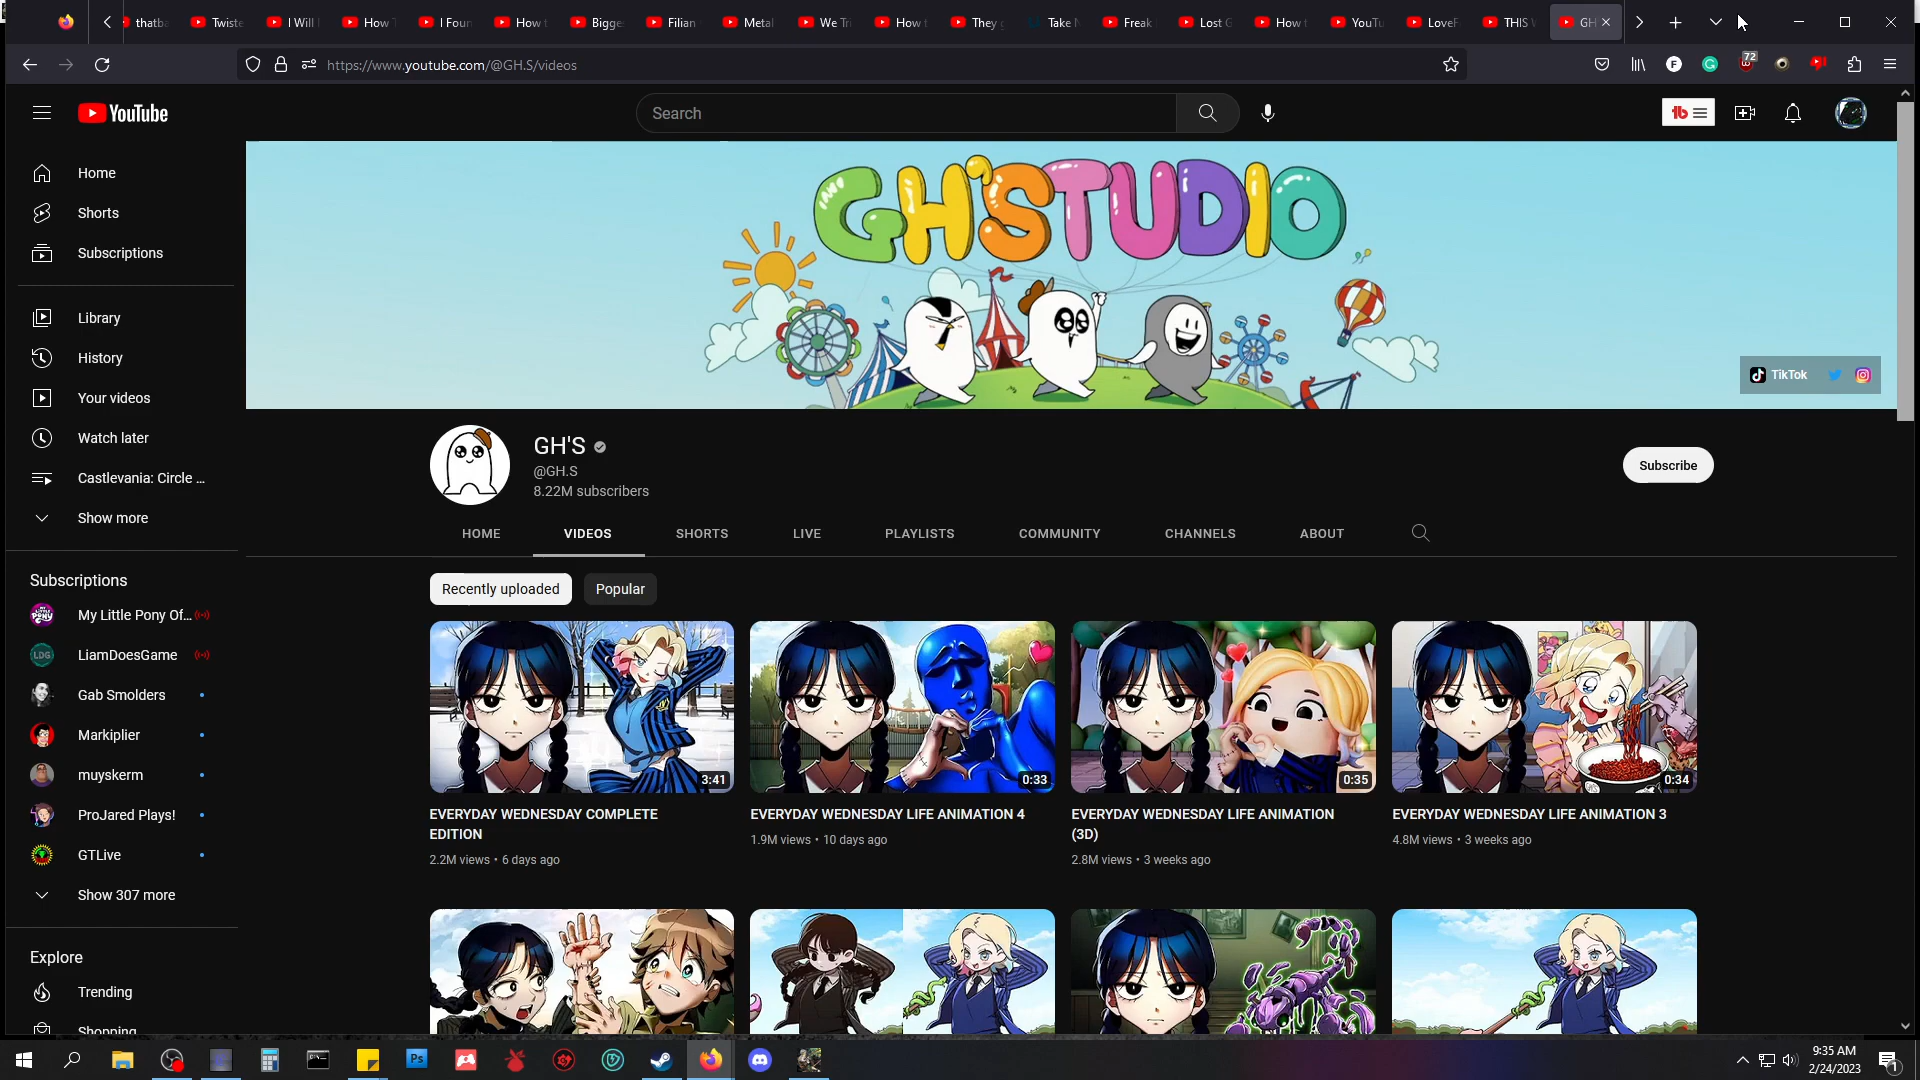 thatba
Twiste
I Will
How T
I Foun
How t
Bigge
Filian
Metal
We Tri
How t
They g
Take N
Freak
Lost G
How t
YouTu
LoveF
THIS
GH'
https://www.youtube.com/@GH.S/videos
72
YouTube
Search
Home
Shorts
Subscriptions
Library
History
Your videos
Watch later
Castlevania: Circle ...
Show more
Subscriptions
My Little Pony Of...
LDG
LiamDoesGame
Gab Smolders
Markiplier
muyskerm
ProJared Plays!
GTLive
Show 307 more
Explore
Trending
Shopping
GH'STUDIO
TikTok
GH'S
@GH.S
8.22M subscribers
Subscribe
HOME
VIDEOS
SHORTS
LIVE
PLAYLISTS
COMMUNITY
CHANNELS
ABOUT
Recently uploaded
Popular
3:41
0:33
0:35
0:34
EVERYDAY WEDNESDAY COMPLETE
EDITION
2.2M views • 6 days ago
EVERYDAY WEDNESDAY LIFE ANIMATION 4
1.9M views • 10 days ago
EVERYDAY WEDNESDAY LIFE ANIMATION
(3D)
2.8M views • 3 weeks ago
EVERYDAY WEDNESDAY LIFE ANIMATION 3
4.8M views • 3 weeks ago
Ps
9:35 AM
2/24/2023
1